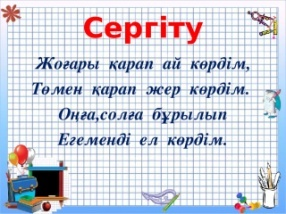 Сергіту
Жоғары қарап ай көрдім,
Төмен қарап жер көрдім.
Оңға,солға бұрылып
Егеменді ел көрдім.